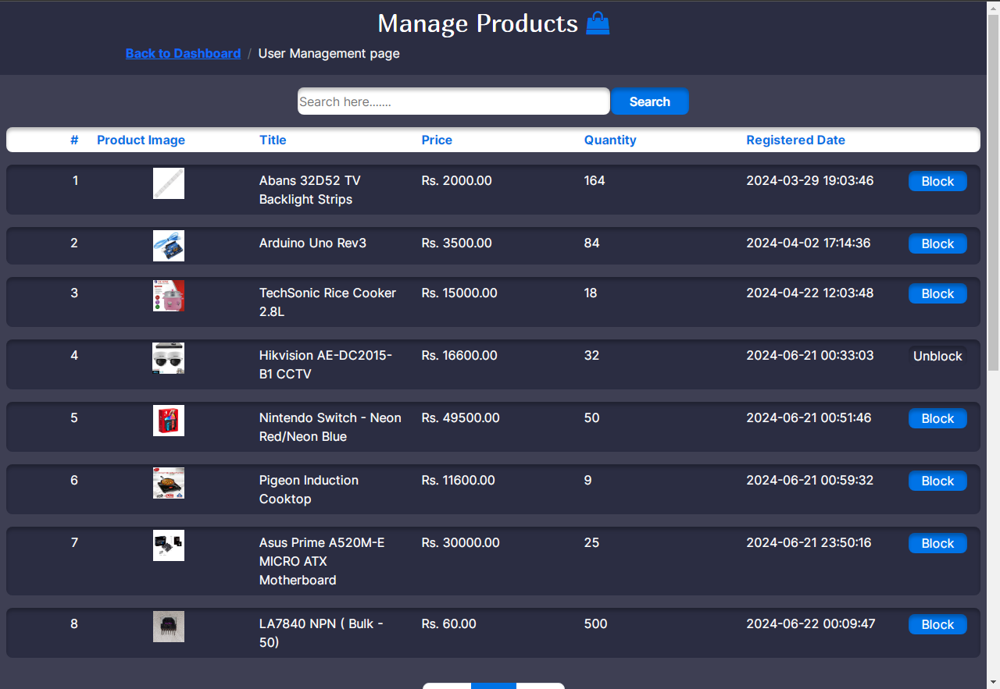 Manage Products
Back to Dashboard / User Management page
Search here....... Search
# Product Image Title Price Quantity Registered Date
1 Abans 32D52 TV Rs. 2000.00 164 2024-03-29 19:03:46 Block
Backlight Strips
2 Arduino Uno Rev3 Rs. 3500.00 84 2024-04-02 17:14:36 Block
3 TechSonic Rice Cooker Rs. 15000.00 18 2024-04-22 12:03:48 Block
2.8L
4 Hikvision AE-DC2015- Rs. 16600.00 32 2024-06-21 00:33:03 Unblock
B1 CCTV
5 Nintendo Switch - Neon Rs. 49500.00 50 2024-06-21 00:51:46 Block
Red/Neon Blue
6 Pigeon Induction Rs. 11600.00 9 2024-06-21 00:59:32 Block
Cooktop
7 Asus Prime A520M-E Rs. 30000.00 25 2024-06-21 23:50:16 Block
MICRO ATX
Motherboard
8 LA7840 NPN ( Bulk - Rs. 60.00 500 2024-06-22 00:09:47 Block
50)